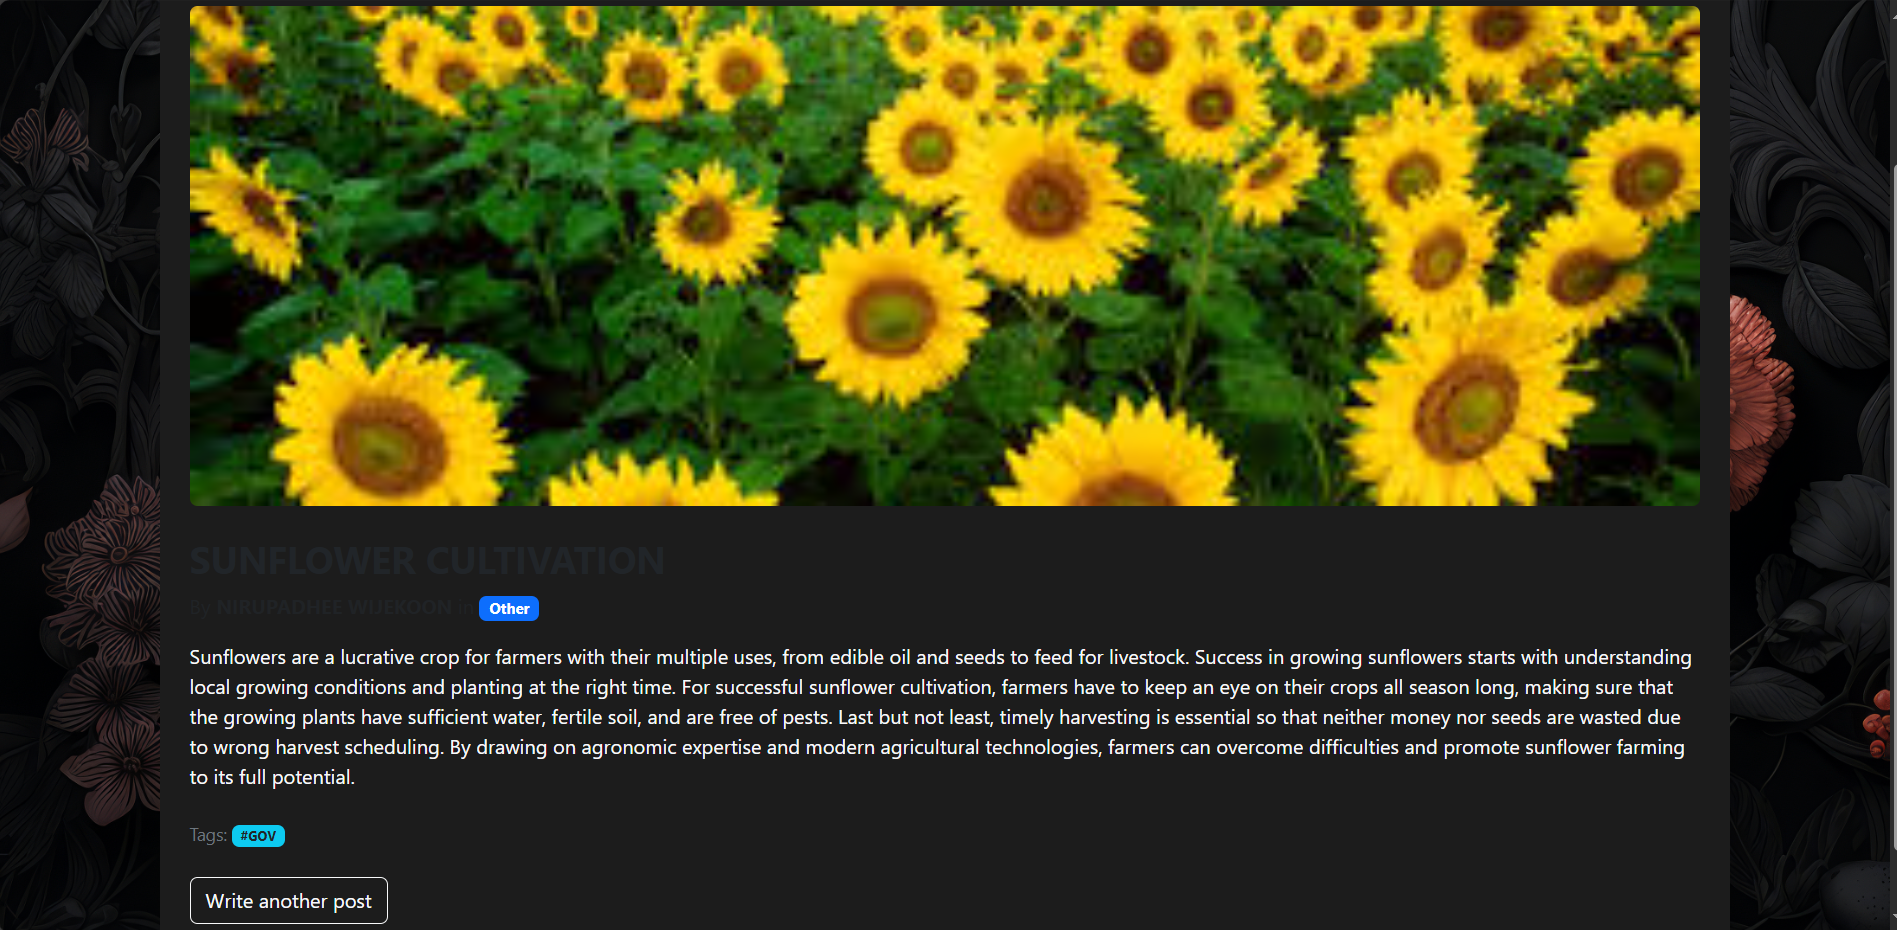 SUNFLOWER CULTIVATION
By NIRUPADHEE WIJEKOON in Other
Sunflowers are a lucrative crop for farmers with their multiple uses, from edible oil and seeds to feed for livestock. Success in growing sunflowers starts with understanding
local growing conditions and planting at the right time. For successful sunflower cultivation, farmers have to keep an eye on their crops all season long, making sure that
the growing plants have sufficient water, fertile soil, and are free of pests. Last but not least, timely harvesting is essential so that neither money nor seeds are wasted due
to wrong harvest scheduling. By drawing on agronomic expertise and modern agricultural technologies, farmers can overcome difficulties and promote sunflower farming
to its full potential.
Tags: #GOV
Write another post